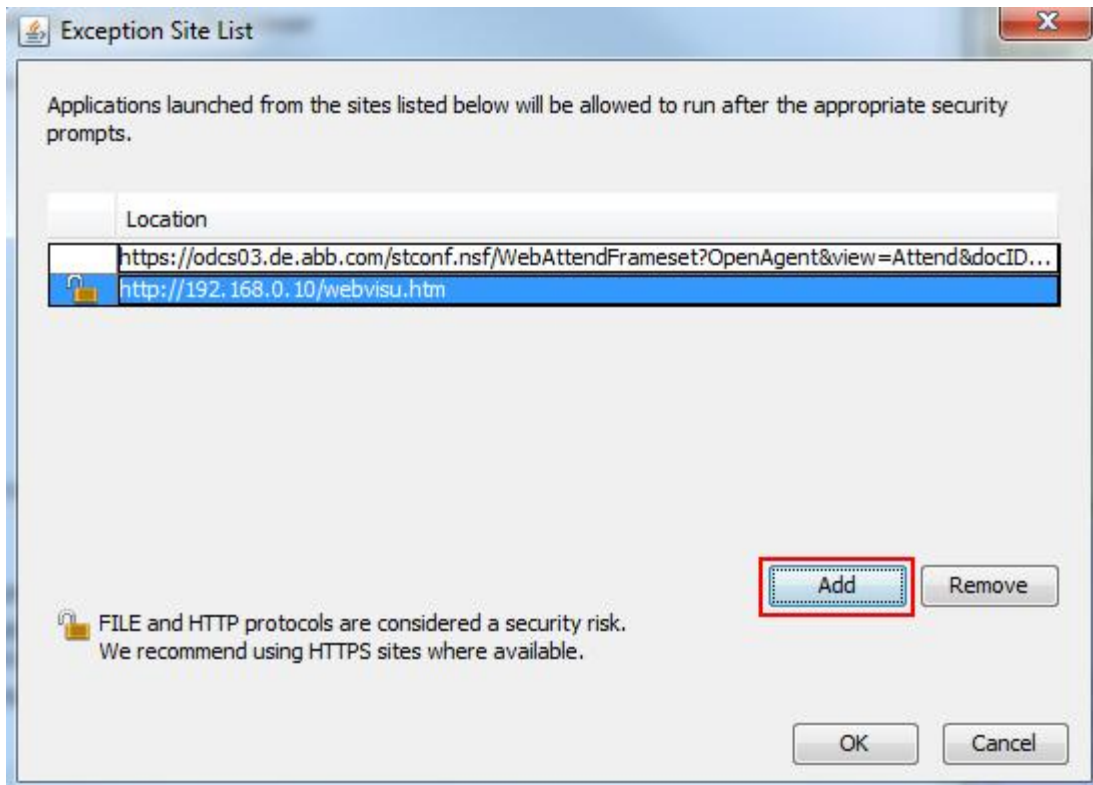 Exception Site List
Applications launched from the sites listed below will be allowed to run after the appropriate security
prompts.
Location
https://odcs03.de.abb.com/stconf.nsf/WebAttendFrameset?OpenAgent&view=Attend&docID...
http://192.168.0.10/webvisu.htm
Add Remove
FILE and HTTP protocols are considered a security risk.
We recommend using HTTPS sites where available.
OK Cancel